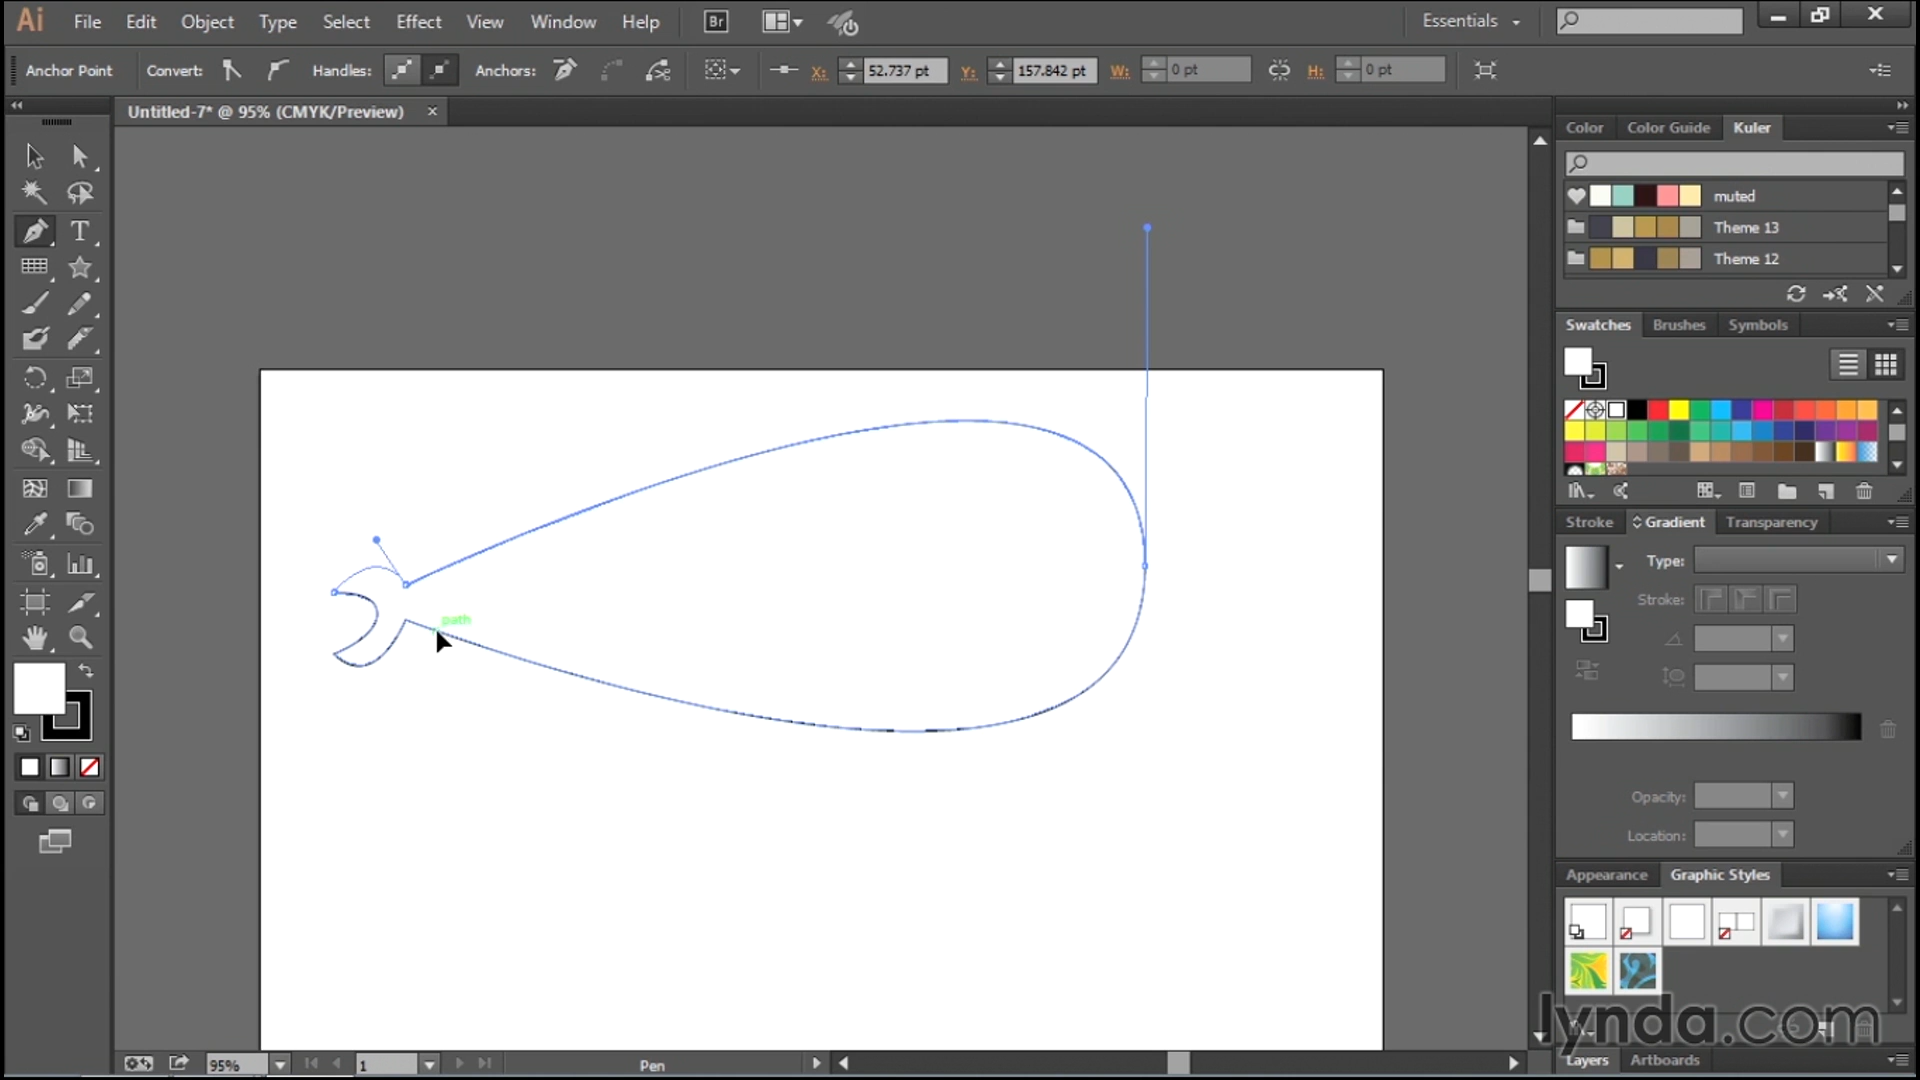 Ai File Edit Object Type Select Effect View Window Help Br Essentials
Anchor Point Convert: Handles: Anchors: X: 52.737 pt Y: 157.842 pt W: 0 pt H: 0 pt
Untitled-7* @ 95% (CMYK/Preview)
Color Color Guide Kuler
muted
Theme 13
Theme 12
Swatches Brushes Symbols
Stroke Gradient Transparency
Type:
Stroke:
path
Opacity:
Location:
Appearance Graphic Styles
lynda.com
95% 1 Pen
Layers Artboards